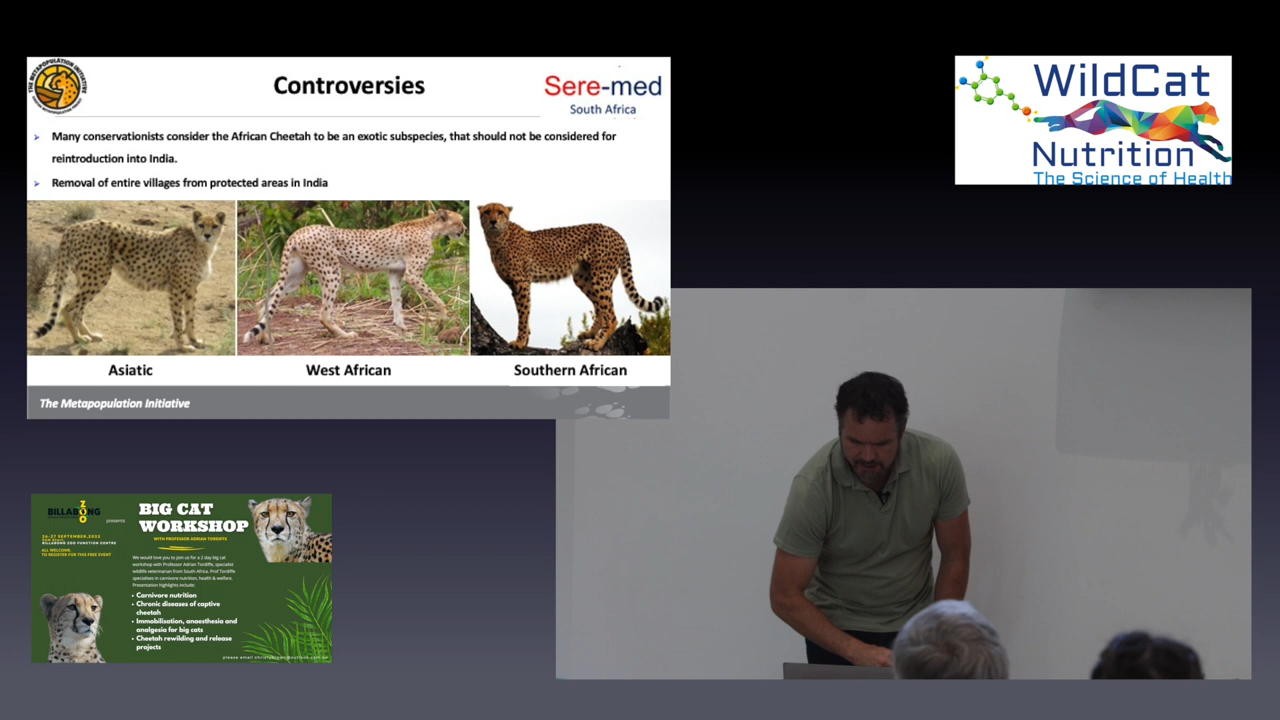 THE METAPOPULATION INITIATIVE
Controversies
Sere-med
South Africa
Many conservationists consider the African Cheetah to be an exotic subspecies, that should not be considered for
reintroduction into India.
Removal of entire villages from protected areas in India
Asiatic
West African
Southern African
The Metapopulation Initiative
WildCat
Nutrition
The Science of Health
BILLABONG
ZOO
presents
BIG CAT
WORKSHOP
WITH PROFESSOR ADRIAN TORDIFFE
26-27 SEPTEMBER,2023
BILLABONG ZOO FUNCTION CENTRE
ALL WELCOME.
TO REGISTER FOR THIS FREE EVENT
We would love you to join us for a 2 day big cat
workshop with Professor Adrian Tordiffe, specialist
wildlife veterinarian from South Africa. Prof Tordiffe
specialises in carnivore nutrition, health & welfare.
Presentation highlights include:
• Carnivore nutrition
• Chronic diseases of captive
cheetah
• Immobilisation, anaesthesia and
analgesia for big cats
• Cheetah rewilding and release
projects
please email